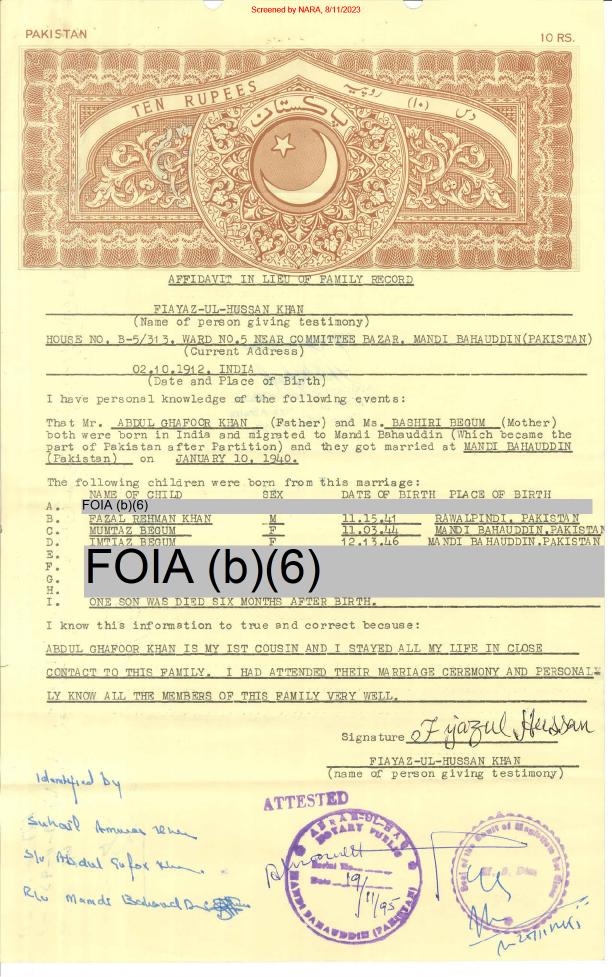 Screened by NARA, 8/11/2023
PAKISTAN 10 RS.
TEN RUPEES دس (۱۰) روپیہ
پاکستان
AFFIDAVIT IN LIEU OF FAMILY RECORD
FIAYAZ-UL-HUSSAN KHAN
(Name of person giving testimony)
HOUSE NO. B-5/313, WARD NO.5 NEAR COMMITTEE BAZAR, MANDI BAHAUDDIN(PAKISTAN)
(Current Address)
02.10.1912, INDIA
(Date and Place of Birth)
I have personal knowledge of the following events:
That Mr. ABDUL GHAFOOR KHAN (Father) and Ms. BASHIRI BEGUM (Mother)
both were born in India and migrated to Mandi Bahauddin (Which became the
part of Pakistan after Partition) and they got married at MANDI BAHAUDDIN
(Pakistan) on JANUARY 10, 1940.
The following children were born from this marriage:
NAME OF CHILD SEX DATE OF BIRTH PLACE OF BIRTH
A. FOIA (b)(6)
B. FAZAL REHMAN KHAN M 11.15.41 RAWALPINDI, PAKISTAN
C. MUMTAZ BEGUM F 11.03.44 MANDI BAHAUDDIN,PAKISTAN
D. IMTIAZ BEGUM F 12.13.46 MANDI BAHAUDDIN,PAKISTAN
E.
F. FOIA (b)(6)
G.
H.
I. ONE SON WAS DIED SIX MONTHS AFTER BIRTH.
I know this information to true and correct because:
ABDUL GHAFOOR KHAN IS MY IST COUSIN AND I STAYED ALL MY LIFE IN CLOSE
CONTACT TO THIS FAMILY. I HAD ATTENDED THEIR MARRIAGE CEREMONY AND PERSONAL-
LY KNOW ALL THE MEMBERS OF THIS FAMILY VERY WELL.
Signature Fiyazul Hussan
FIAYAZ-UL-HUSSAN KHAN
(name of person giving testimony)
Identified by
Suhail Anwar Khan
S/o Abdul Gafor Khan.
R/o Mandi Bahaud Din
ATTESTED
ABRAR-UL-HAQ
NOTARY PUBLIC
Serial No.
Date 19/11/95
MANDI BAHAUDDIN (PAKISTAN)